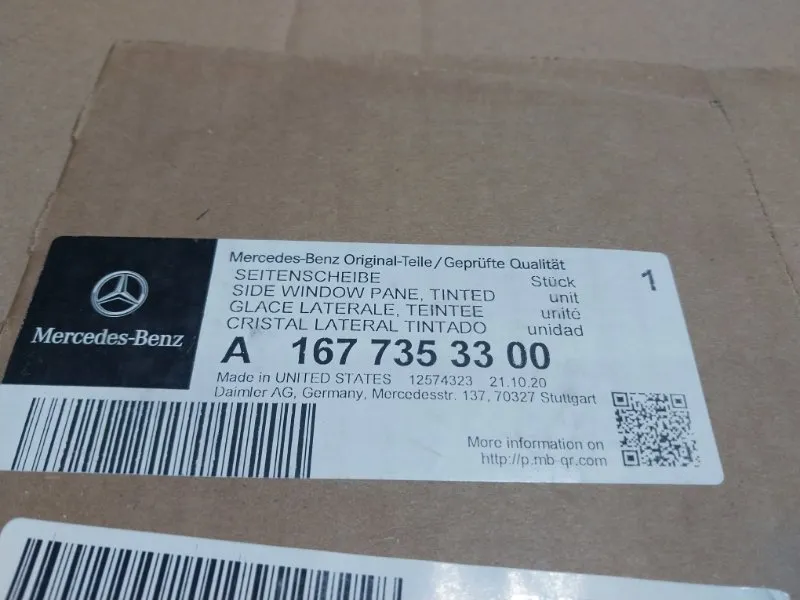 Mercedes-Benz
Mercedes-Benz Original-Teile/Geprüfte Qualität
SEITENSCHEIBE Stück 1
SIDE WINDOW PANE, TINTED unit
GLACE LATERALE, TEINTEE unité
CRISTAL LATERAL TINTADO unidad
A 167 735 33 00
Made in UNITED STATES 12574323 21.10.20
Daimler AG, Germany, Mercedesstr. 137, 70327 Stuttgart
More information on
http://p.mb-qr.com